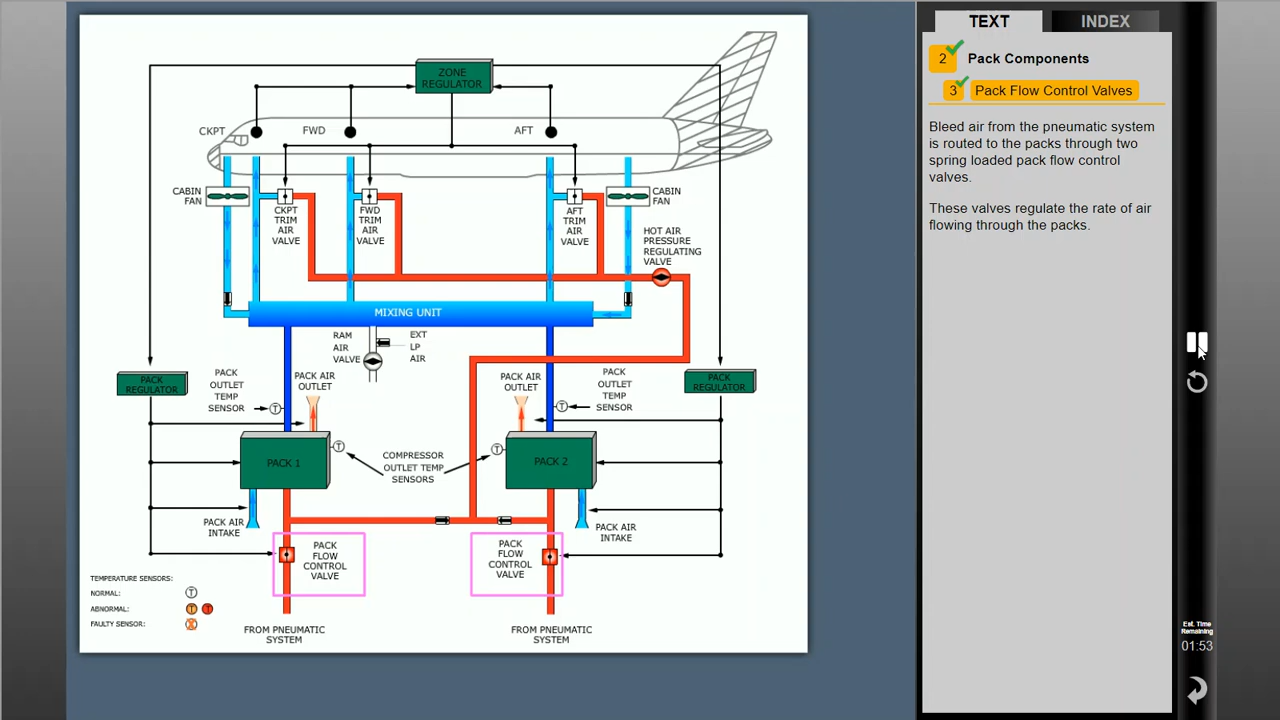 ZONE
REGULATOR
CKPT
FWD
AFT
CABIN
FAN
CKPT
TRIM
AIR
VALVE
FWD
TRIM
AIR
VALVE
AFT
TRIM
AIR
VALVE
CABIN
FAN
HOT AIR
PRESSURE
REGULATING
VALVE
MIXING UNIT
RAM
AIR
VALVE
EXT
LP
AIR
PACK
REGULATOR
PACK
OUTLET
TEMP
SENSOR
T
PACK AIR
OUTLET
PACK AIR
OUTLET
PACK
OUTLET
TEMP
SENSOR
T
PACK
REGULATOR
PACK 1
T
COMPRESSOR
OUTLET TEMP
SENSORS
T
PACK 2
PACK AIR
INTAKE
PACK AIR
INTAKE
PACK
FLOW
CONTROL
VALVE
PACK
FLOW
CONTROL
VALVE
TEMPERATURE SENSORS:
NORMAL: T
ABNORMAL: T T
FAULTY SENSOR:
FROM PNEUMATIC
SYSTEM
FROM PNEUMATIC
SYSTEM
TEXT
INDEX
2 Pack Components
3 Pack Flow Control Valves
Bleed air from the pneumatic system
is routed to the packs through two
spring loaded pack flow control
valves.
These valves regulate the rate of air
flowing through the packs.
Est. Time
Remaining
01:53